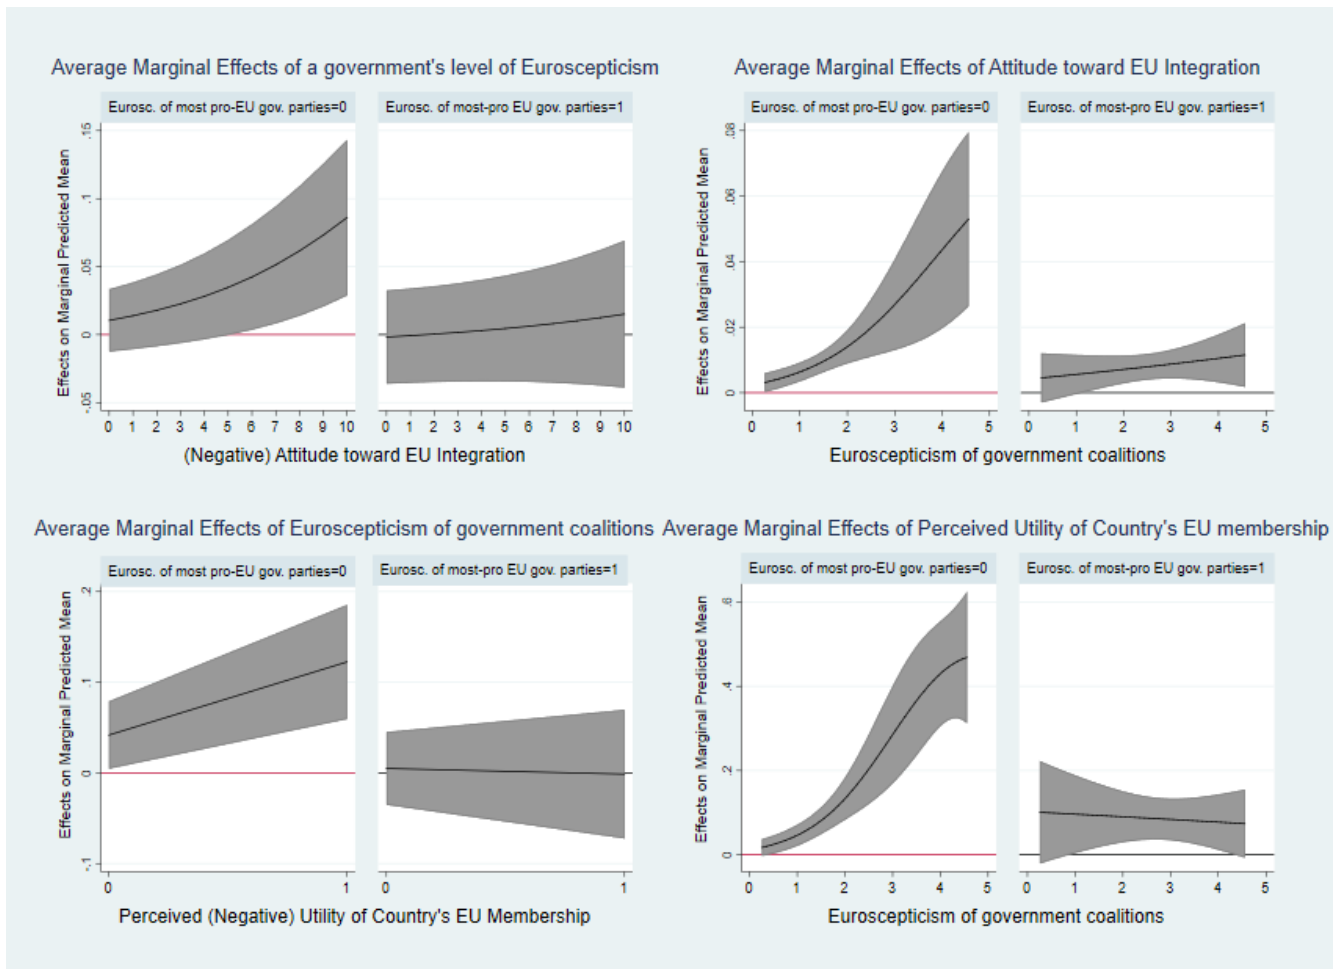 Average Marginal Effects of a government's level of Euroscepticism
Eurosc. of most pro-EU gov. parties=0
Eurosc. of most-pro EU gov. parties=1
Effects on Marginal Predicted Mean
.15
.1
.05
0
-.05
0 1 2 3 4 5 6 7 8 9 10
0 1 2 3 4 5 6 7 8 9 10
(Negative) Attitude toward EU Integration
Average Marginal Effects of Attitude toward EU Integration
Eurosc. of most pro-EU gov. parties=0
Eurosc. of most-pro EU gov. parties=1
Effects on Marginal Predicted Mean
.08
.06
.04
.02
0
0 1 2 3 4 5
0 1 2 3 4 5
Euroscepticism of government coalitions
Average Marginal Effects of Euroscepticism of government coalitions
Eurosc. of most pro-EU gov. parties=0
Eurosc. of most-pro EU gov. parties=1
Effects on Marginal Predicted Mean
.2
.1
0
-.1
0 1
0 1
Perceived (Negative) Utility of Country's EU Membership
Average Marginal Effects of Perceived Utility of Country's EU membership
Eurosc. of most pro-EU gov. parties=0
Eurosc. of most-pro EU gov. parties=1
Effects on Marginal Predicted Mean
.6
.4
.2
0
0 1 2 3 4 5
0 1 2 3 4 5
Euroscepticism of government coalitions